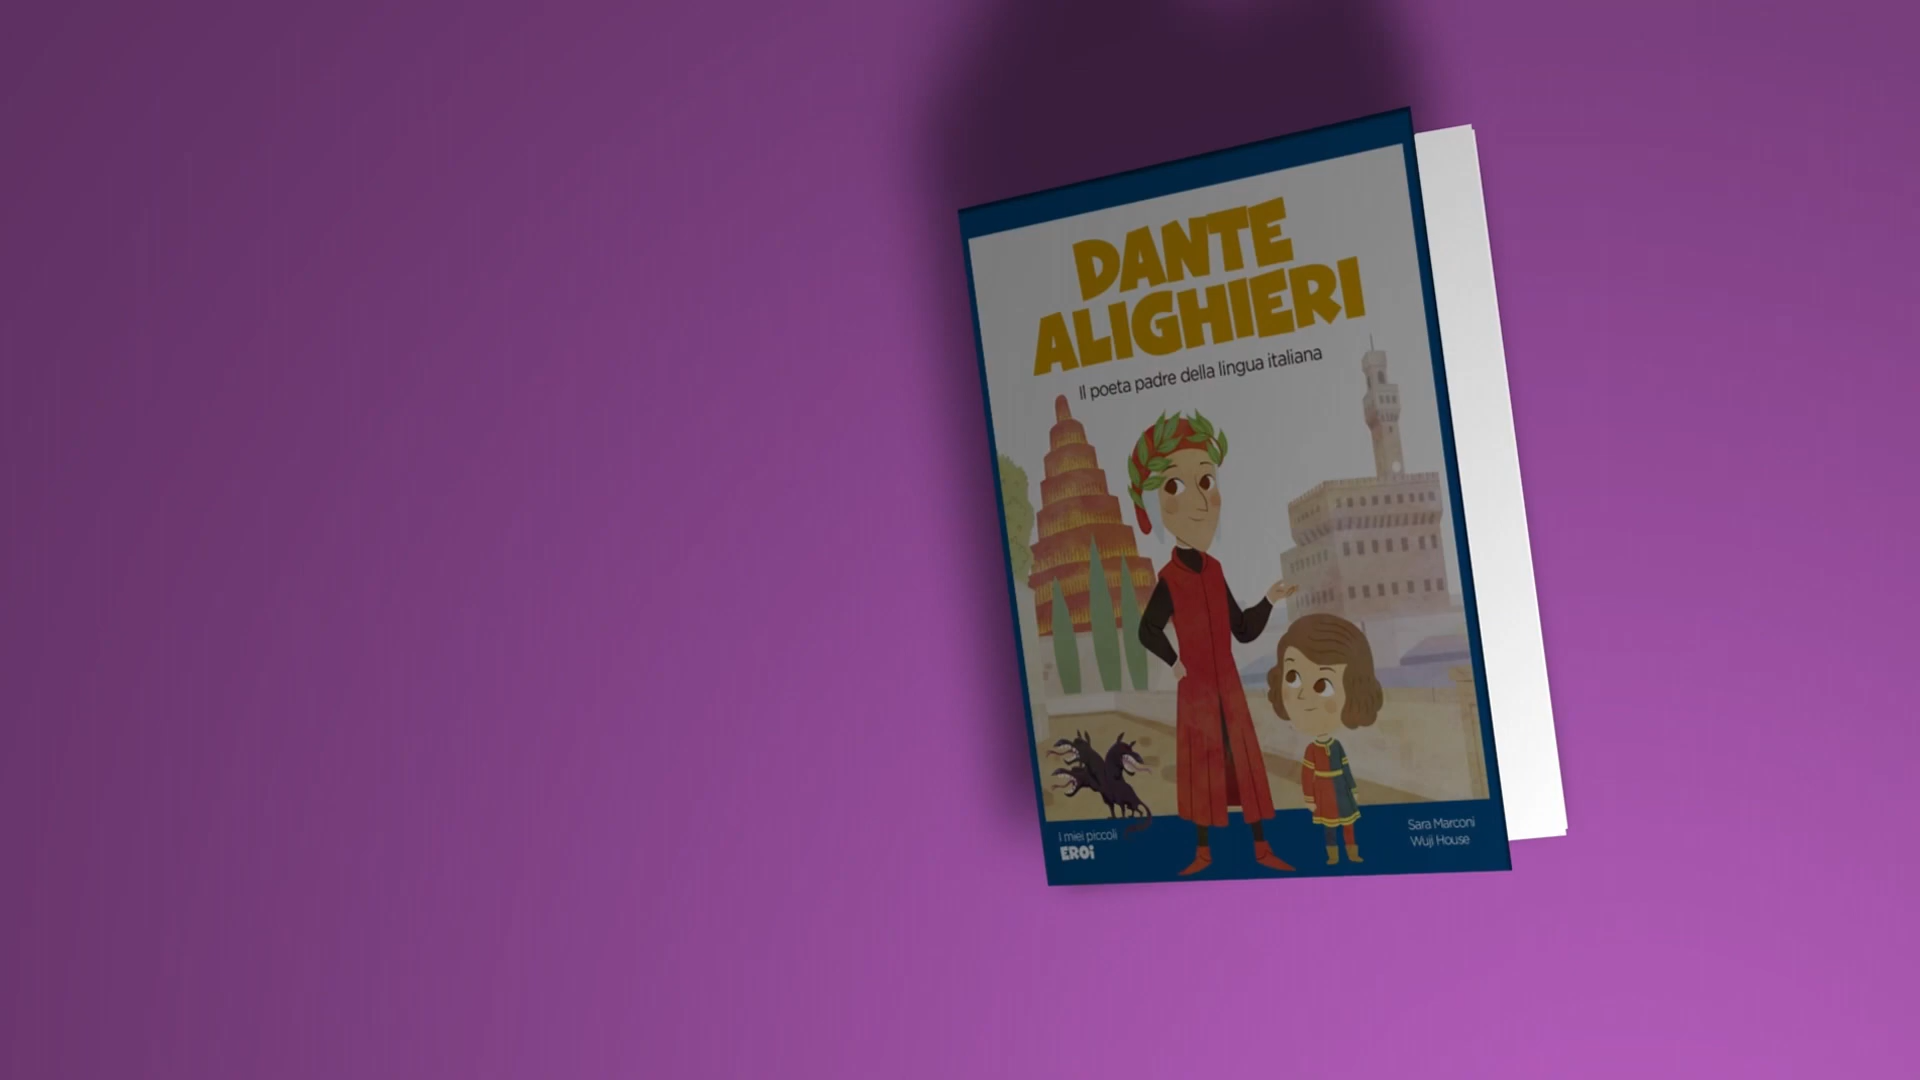 DANTE
ALIGHIERI
Il poeta padre della lingua italiana
I miei piccoli
EROi
Sara Marconi
Wuji House